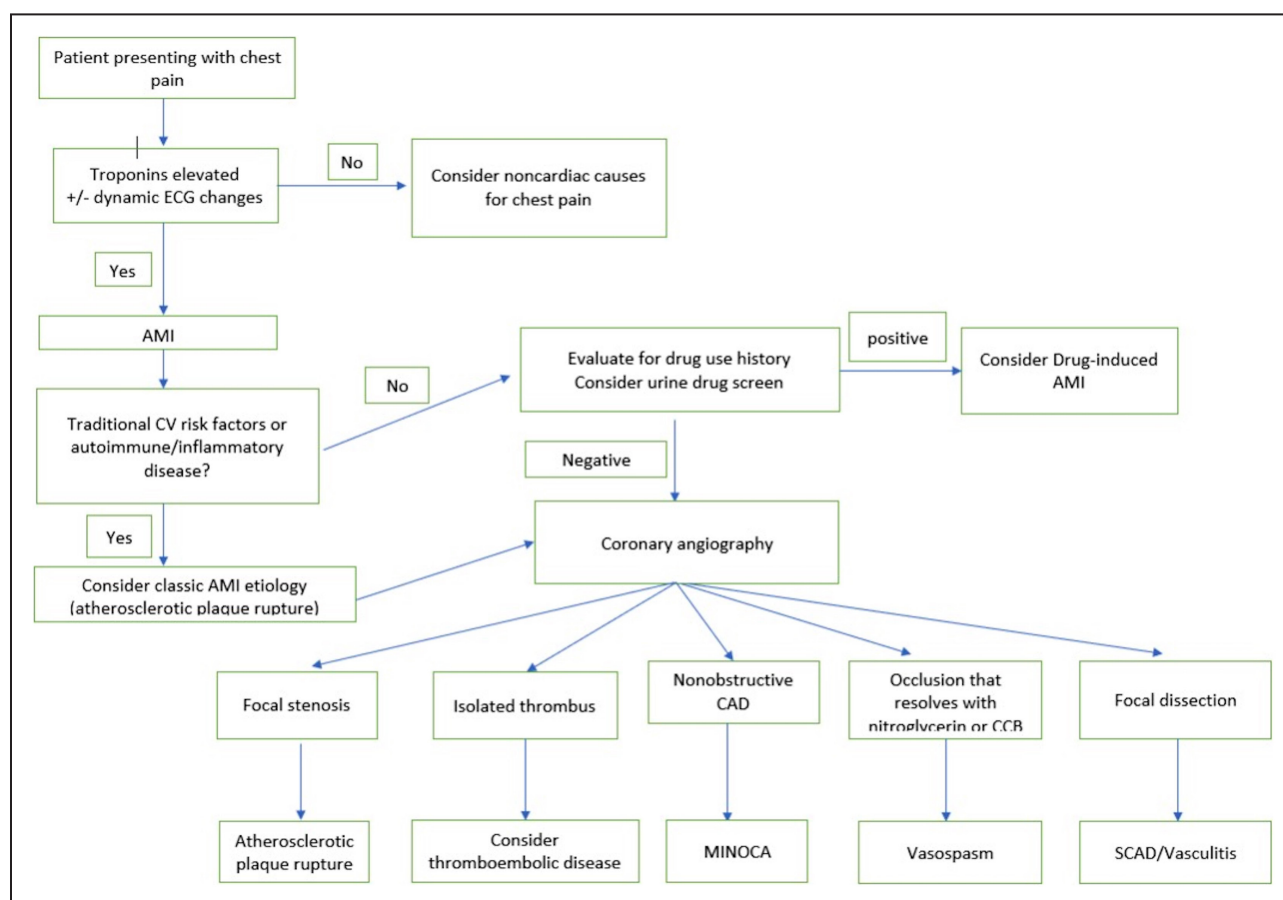 Patient presenting with chest
pain
Troponins elevated
+/- dynamic ECG changes
No
Consider noncardiac causes
for chest pain
Yes
AMI
No
Evaluate for drug use history
Consider urine drug screen
positive
Consider Drug-induced
AMI
Traditional CV risk factors or
autoimmune/inflammatory
disease?
Negative
Yes
Coronary angiography
Consider classic AMI etiology
(atherosclerotic plaque rupture)
Focal stenosis
Isolated thrombus
Nonobstructive
CAD
Occlusion that
resolves with
nitroglycerin or CCB
Focal dissection
Atherosclerotic
plaque rupture
Consider
thromboembolic disease
MINOCA
Vasospasm
SCAD/Vasculitis